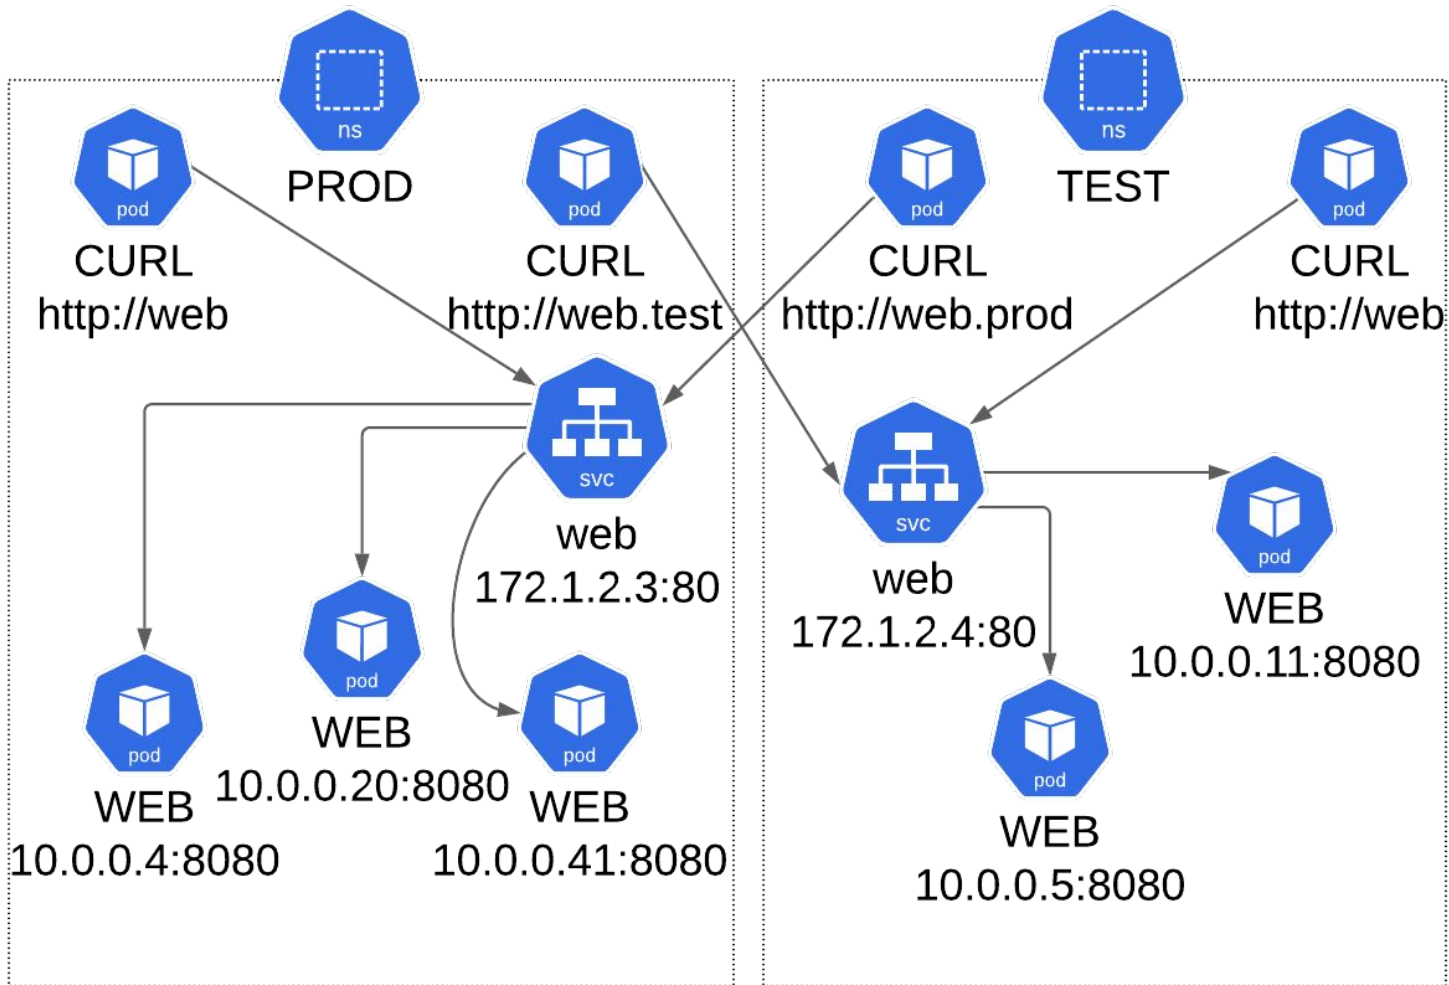 ns
PROD
ns
TEST
pod
CURL
http://web
pod
CURL
http://web.test
pod
CURL
http://web.prod
pod
CURL
http://web
svc
web
172.1.2.3:80
svc
web
172.1.2.4:80
pod
WEB
10.0.0.4:8080
pod
WEB
10.0.0.20:8080
pod
WEB
10.0.0.41:8080
pod
WEB
10.0.0.11:8080
pod
WEB
10.0.0.5:8080